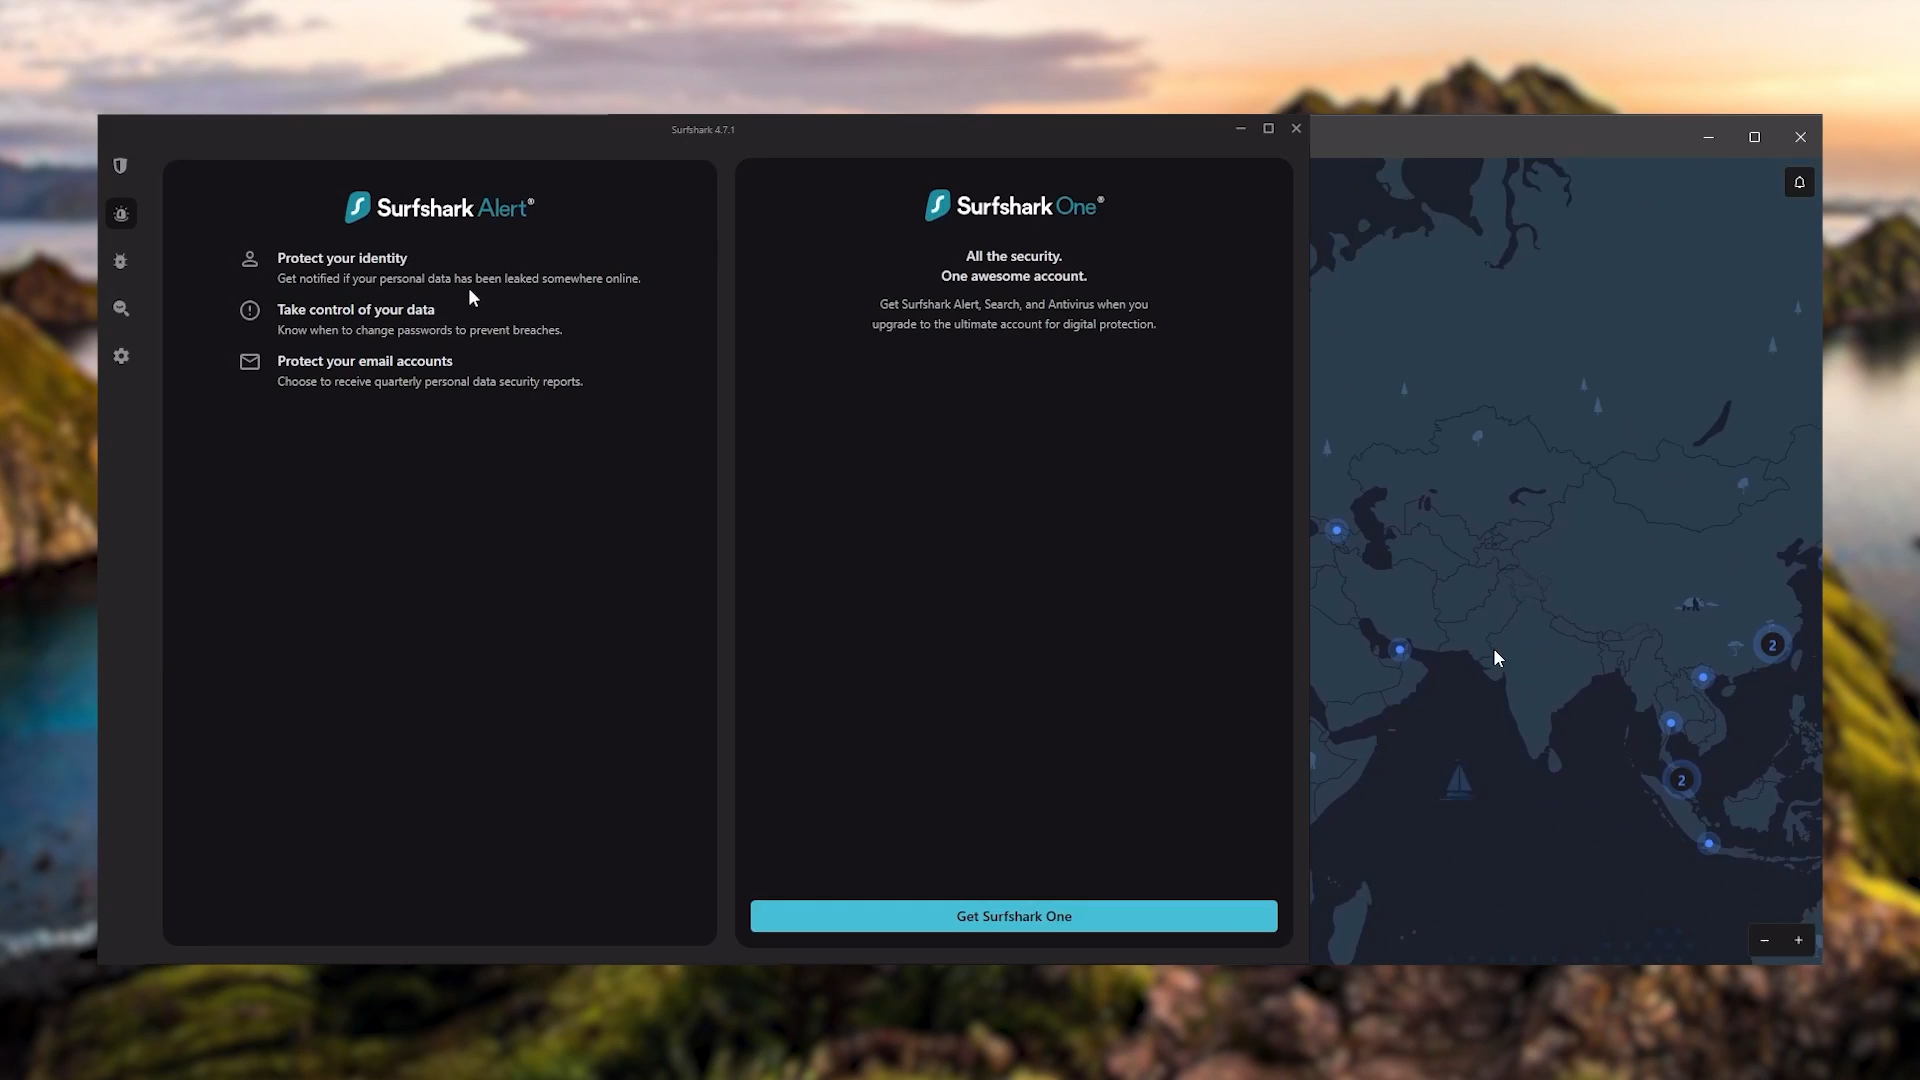 Surfshark 4.7.1
Surfshark Alert®
Protect your identity
Get notified if your personal data has been leaked somewhere online.
Take control of your data
Know when to change passwords to prevent breaches.
Protect your email accounts
Choose to receive quarterly personal data security reports.
Surfshark One®
All the security.
One awesome account.
Get Surfshark Alert, Search, and Antivirus when you
upgrade to the ultimate account for digital protection.
Get Surfshark One
2
2